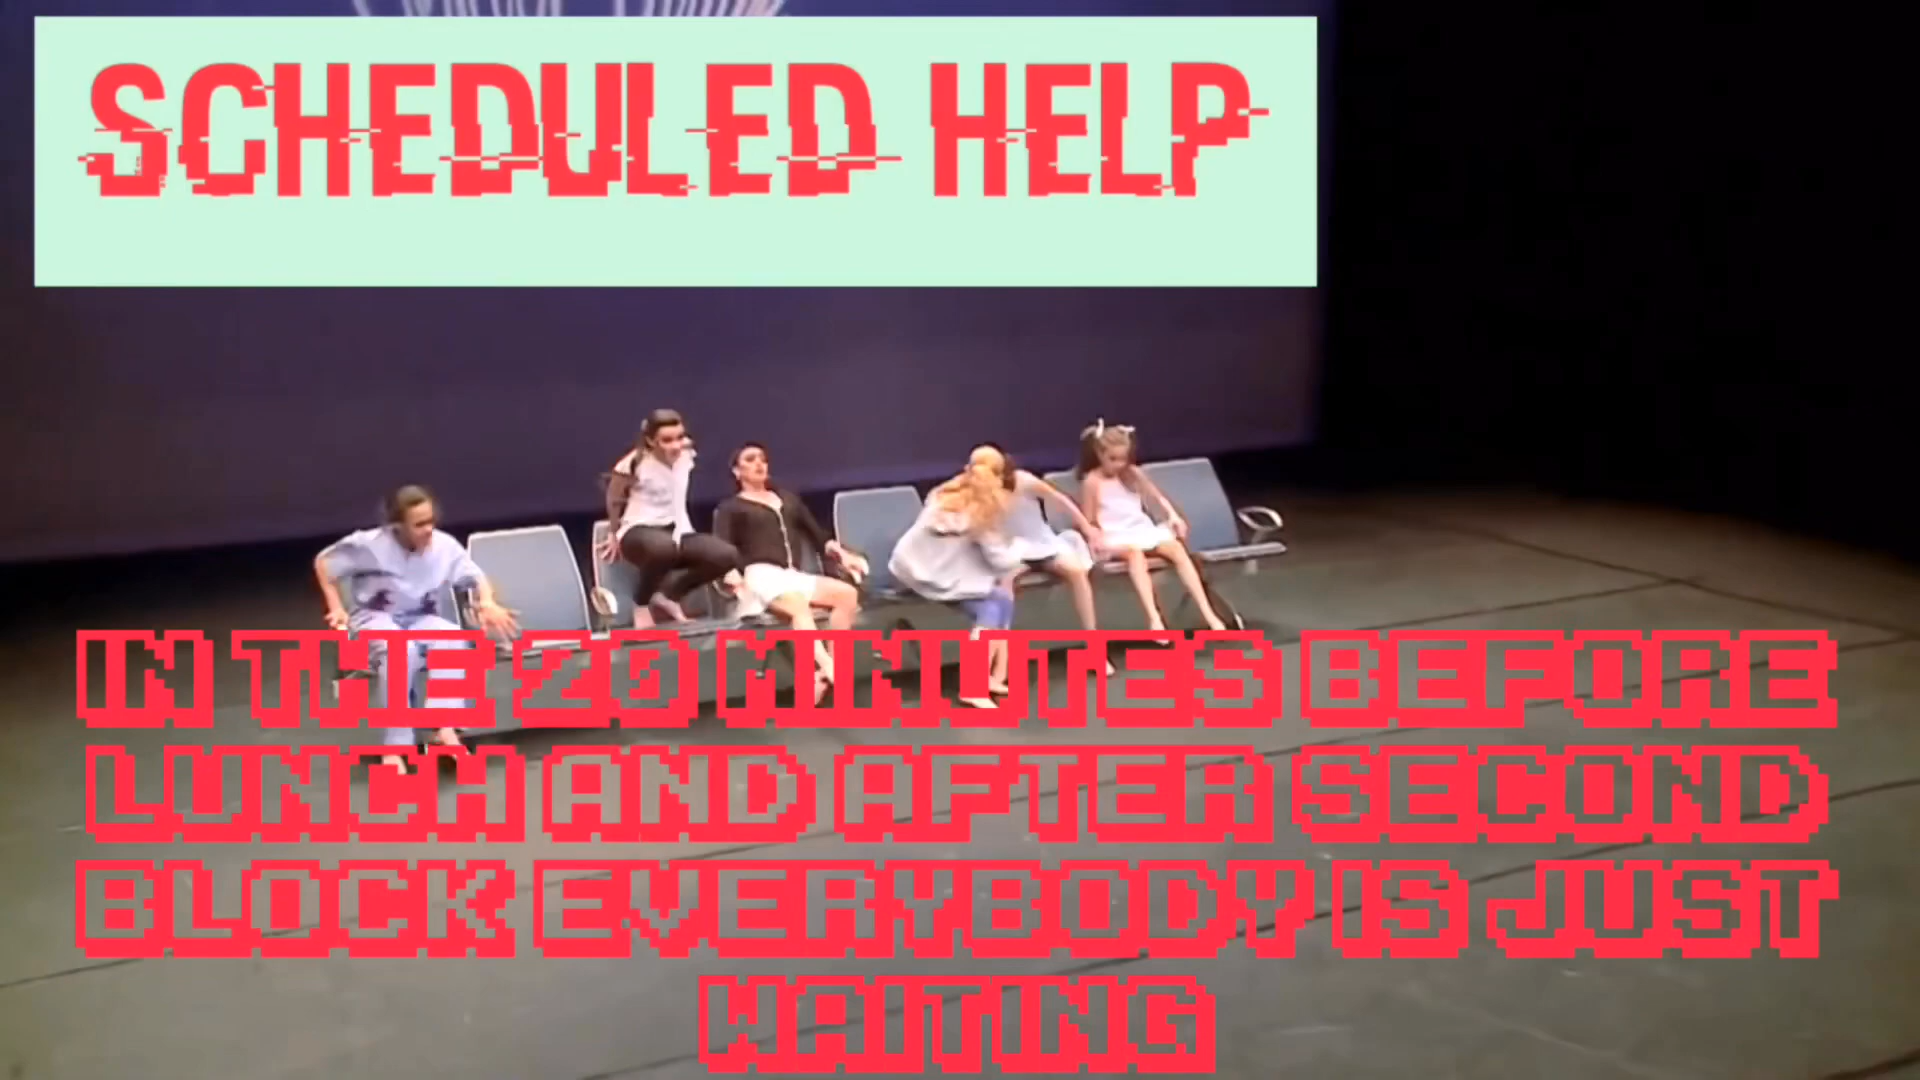 SCHEDULED HELP
IN THE 20 MINUTES BEFORE
LUNCH AND AFTER SECOND
BLOCK EVERYBODY IS JUST
WAITING